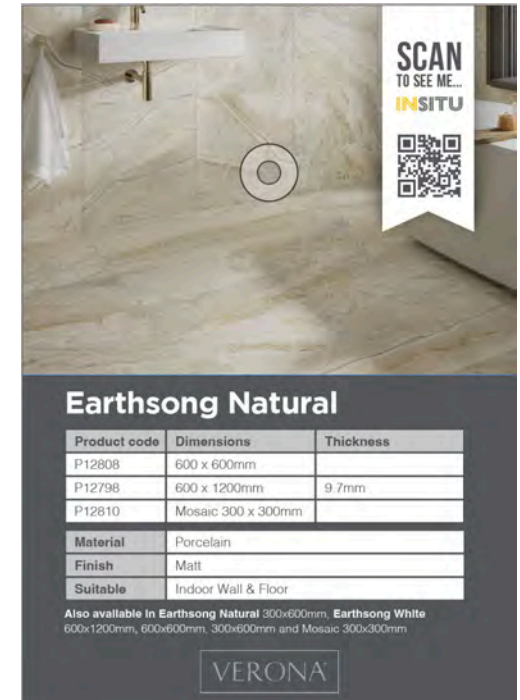 SCAN
TO SEE ME...
INSITU
Earthsong Natural
Product code Dimensions Thickness
P12808 600 x 600mm
P12798 600 x 1200mm 9.7mm
P12810 Mosaic 300 x 300mm
Material Porcelain
Finish Matt
Suitable Indoor Wall & Floor
Also available in Earthsong Natural 300x600mm, Earthsong White
600x1200mm, 600x600mm, 300x600mm and Mosaic 300x300mm
VERONA